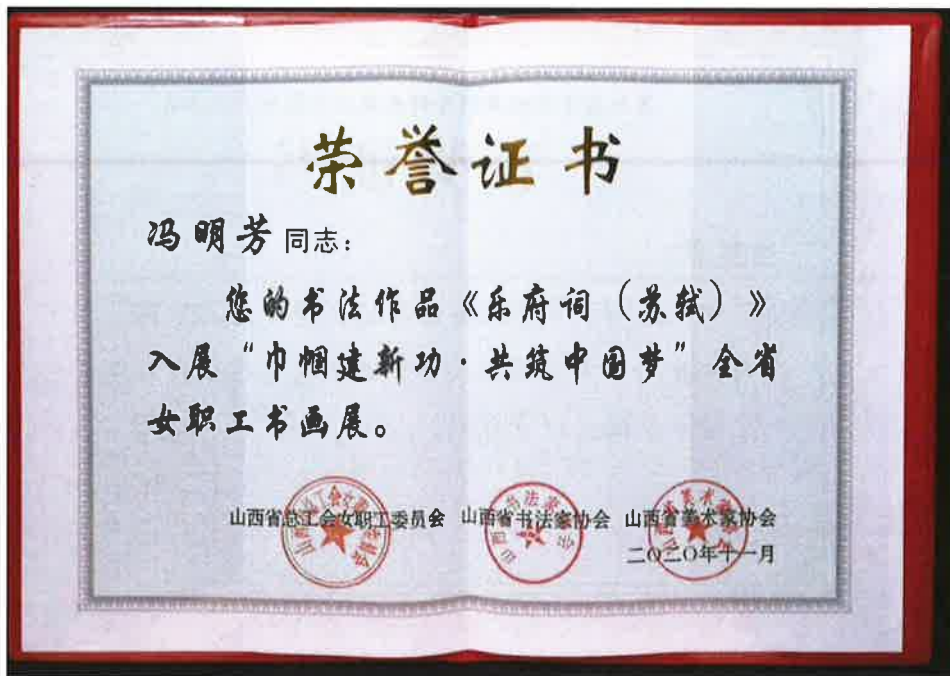 荣誉证书
冯明芳同志：
您的书法作品《乐府词（苏轼）》
入展“巾帼建新功·共筑中国梦”全省
女职工书画展。
山西省总工会女职工委员会 山西省书法家协会 山西省美术家协会
二〇二〇年十一月